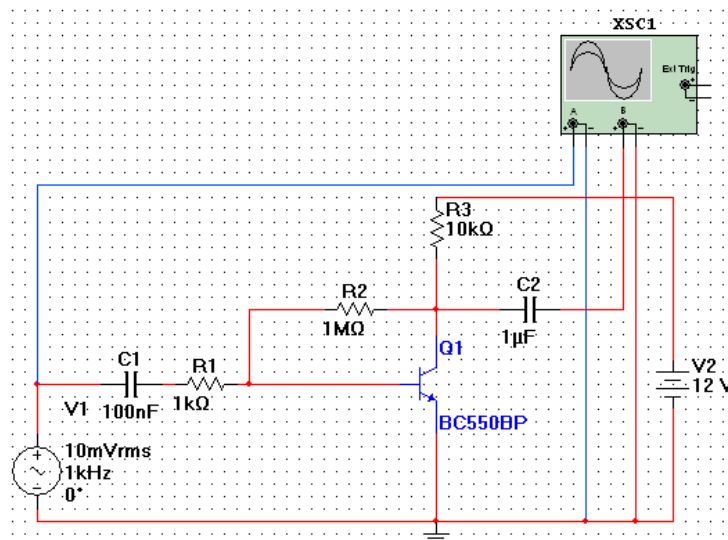 XSC1
Ext Trig
+
-
A
B
+ - + -
R3
10kΩ
R2
1MΩ
C2
1µF
Q1
BC550BP
C1
100nF
R1
1kΩ
V2
12 V
V1
10mVrms
1kHz
0°